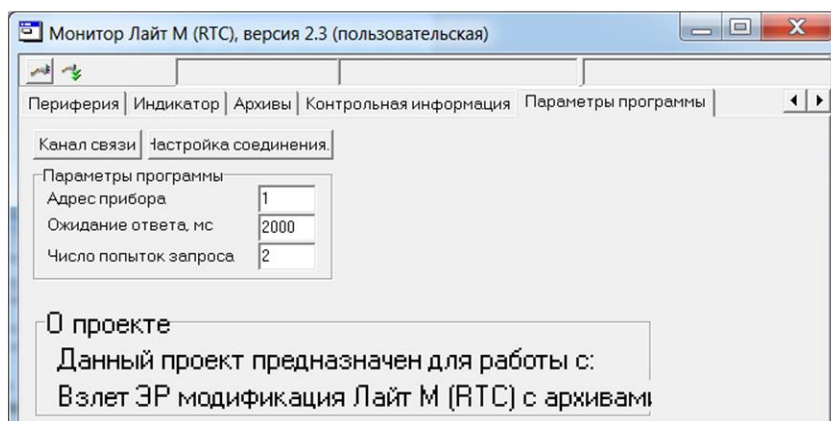 Монитор Лайт М (RTC), версия 2.3 (пользовательская)
Периферия Индикатор Архивы Контрольная информация Параметры программы
Канал связи Настройка соединения.
Параметры программы
Адрес прибора 1
Ожидание ответа, мс 2000
Число попыток запроса 2
О проекте
Данный проект предназначен для работы с:
Взлет ЭР модификация Лайт М (RTC) с архивами